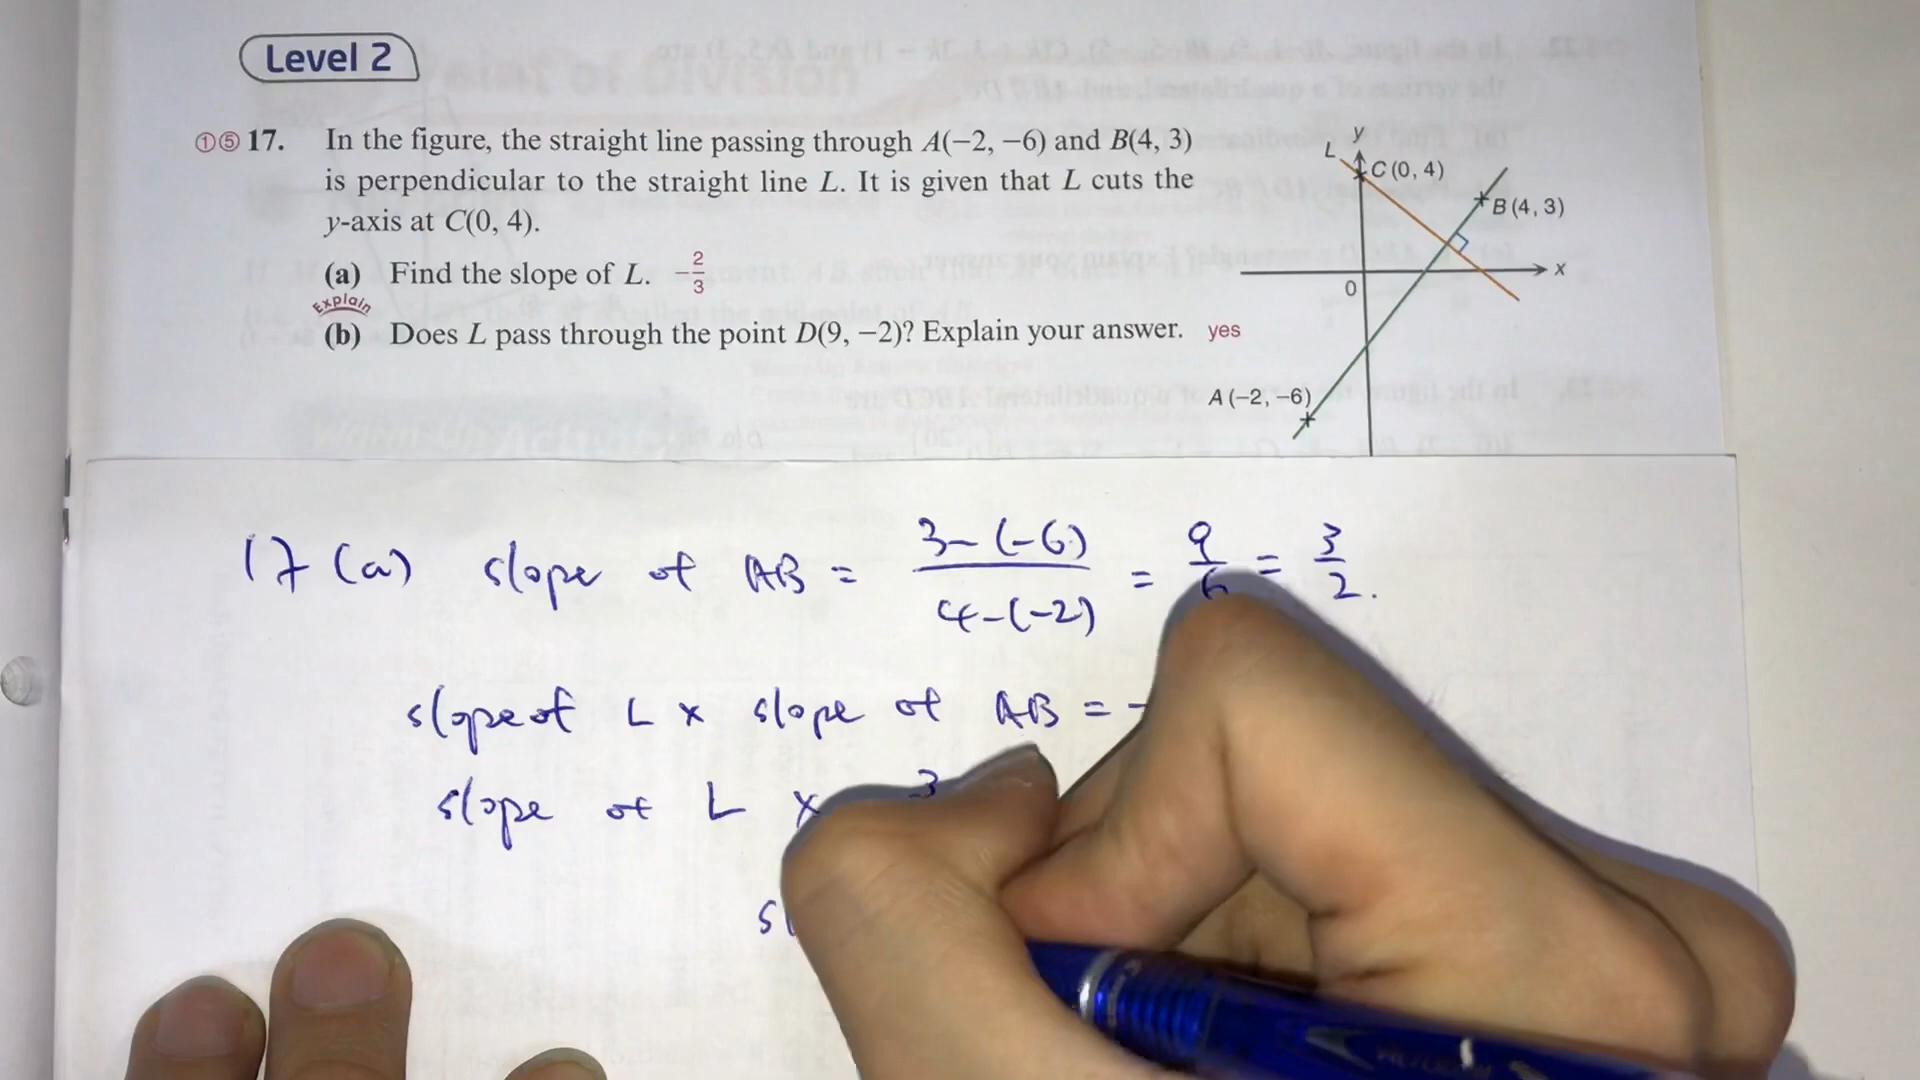 Level 2
①⑤ 17. In the figure, the straight line passing through A(−2, −6) and B(4, 3)
is perpendicular to the straight line L. It is given that L cuts the
y-axis at C(0, 4).
(a) Find the slope of L. −2/3
Explain
(b) Does L pass through the point D(9, −2)? Explain your answer. yes
y
L
C (0, 4)
B (4, 3)
x
0
A (−2, −6)
17 (a) slope of AB = 3-(-6)/4-(-2) = 9/6 = 3/2.
slope of L x slope of AB = -
slope of L x 3